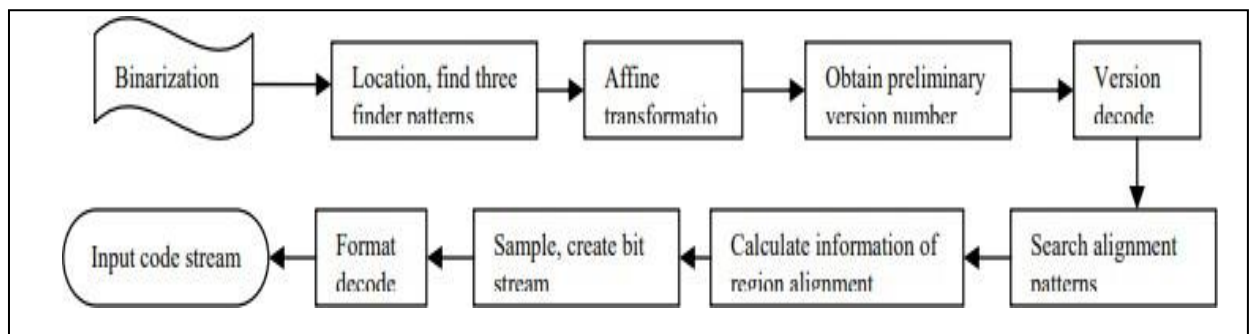 Binarization
Location, find three
finder patterns
Affine
transformatio
Obtain preliminary
version number
Version
decode
Search alignment
patterns
Calculate information of
region alignment
Sample, create bit
stream
Format
decode
Input code stream